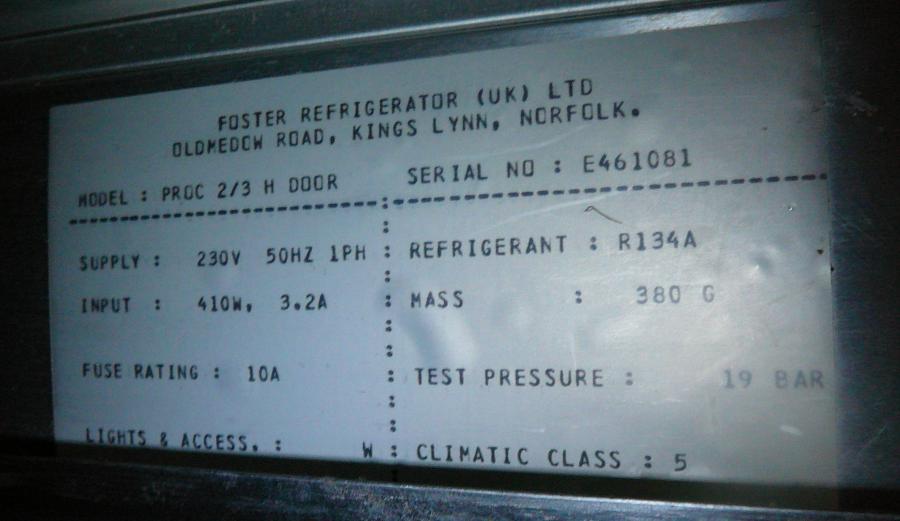 FOSTER REFRIGERATOR (UK) LTD
OLDMEDOW ROAD, KINGS LYNN, NORFOLK.
MODEL : PROC 2/3 H DOOR SERIAL NO : E461081
SUPPLY : 230V 50HZ 1PH : REFRIGERANT : R134A
INPUT : 410W, 3.2A : MASS : 380 G
FUSE RATING : 10A : TEST PRESSURE : 19 BAR
LIGHTS & ACCESS. : W : CLIMATIC CLASS : 5